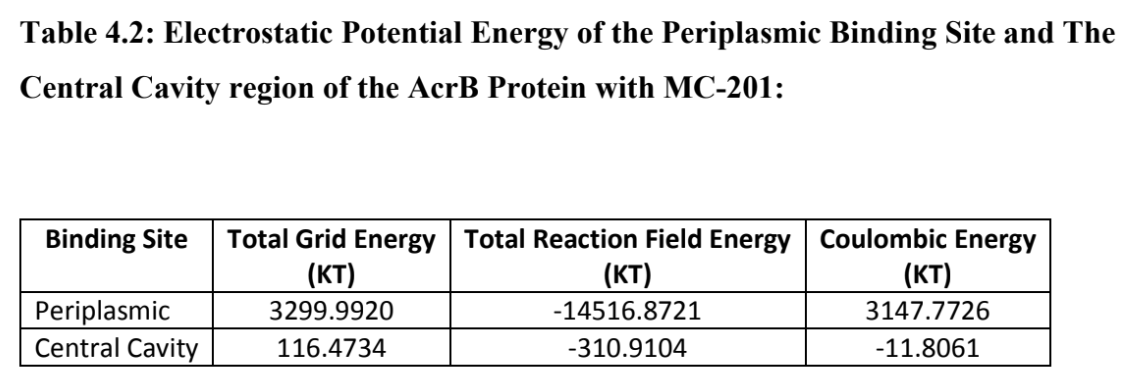 Table 4.2: Electrostatic Potential Energy of the Periplasmic Binding Site and The
Central Cavity region of the AcrB Protein with MC-201:
Binding Site Total Grid Energy Total Reaction Field Energy Coulombic Energy
(KT) (KT) (KT)
Periplasmic 3299.9920 -14516.8721 3147.7726
Central Cavity 116.4734 -310.9104 -11.8061